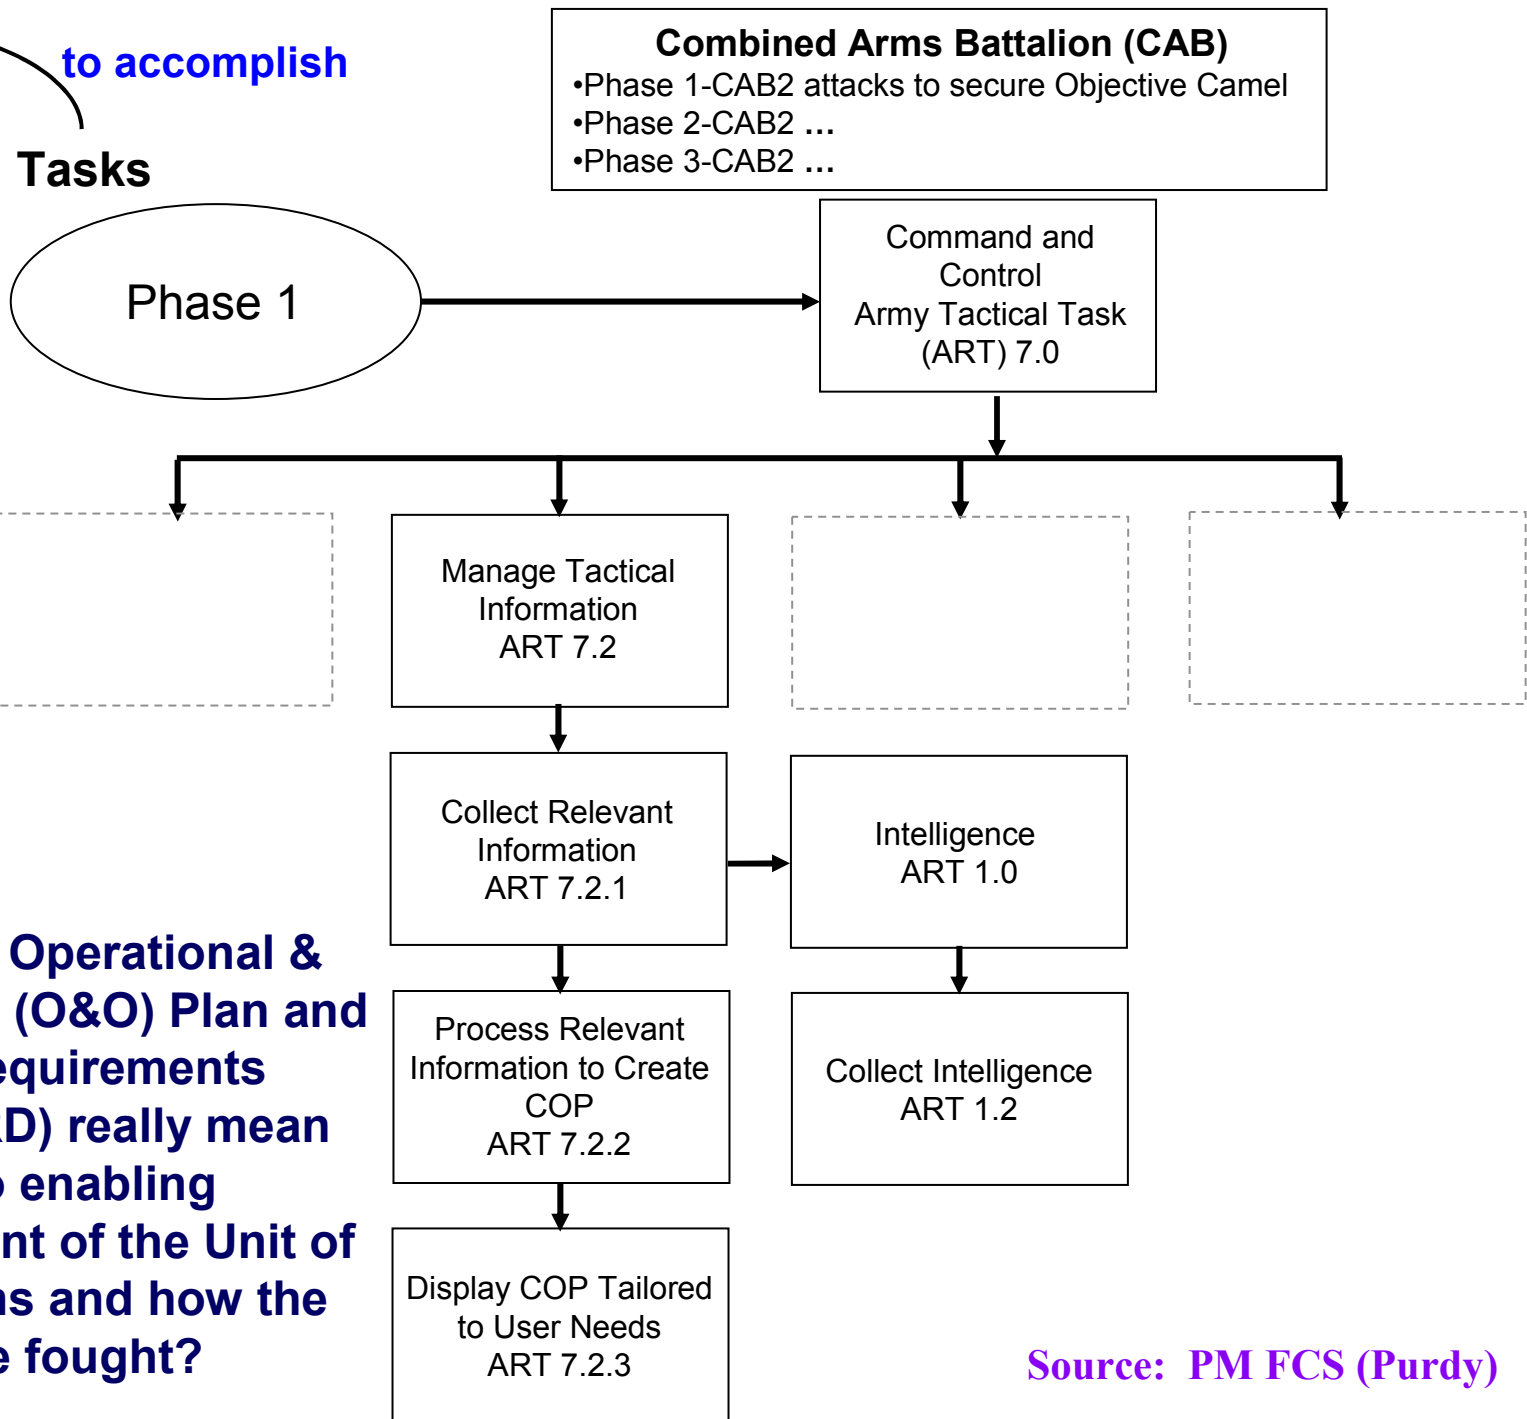 to accomplish
Tasks
Combined Arms Battalion (CAB)
•Phase 1-CAB2 attacks to secure Objective Camel
•Phase 2-CAB2 …
•Phase 3-CAB2 …
Phase 1
Command and
Control
Army Tactical Task
(ART) 7.0
Manage Tactical
Information
ART 7.2
Collect Relevant
Information
ART 7.2.1
Intelligence
ART 1.0
Process Relevant
Information to Create
COP
ART 7.2.2
Collect Intelligence
ART 1.2
Display COP Tailored
to User Needs
ART 7.2.3
Operational &
(O&O) Plan and
equirements
D) really mean
enabling
nt of the Unit of
ns and how the
e fought?
Source: PM FCS (Purdy)